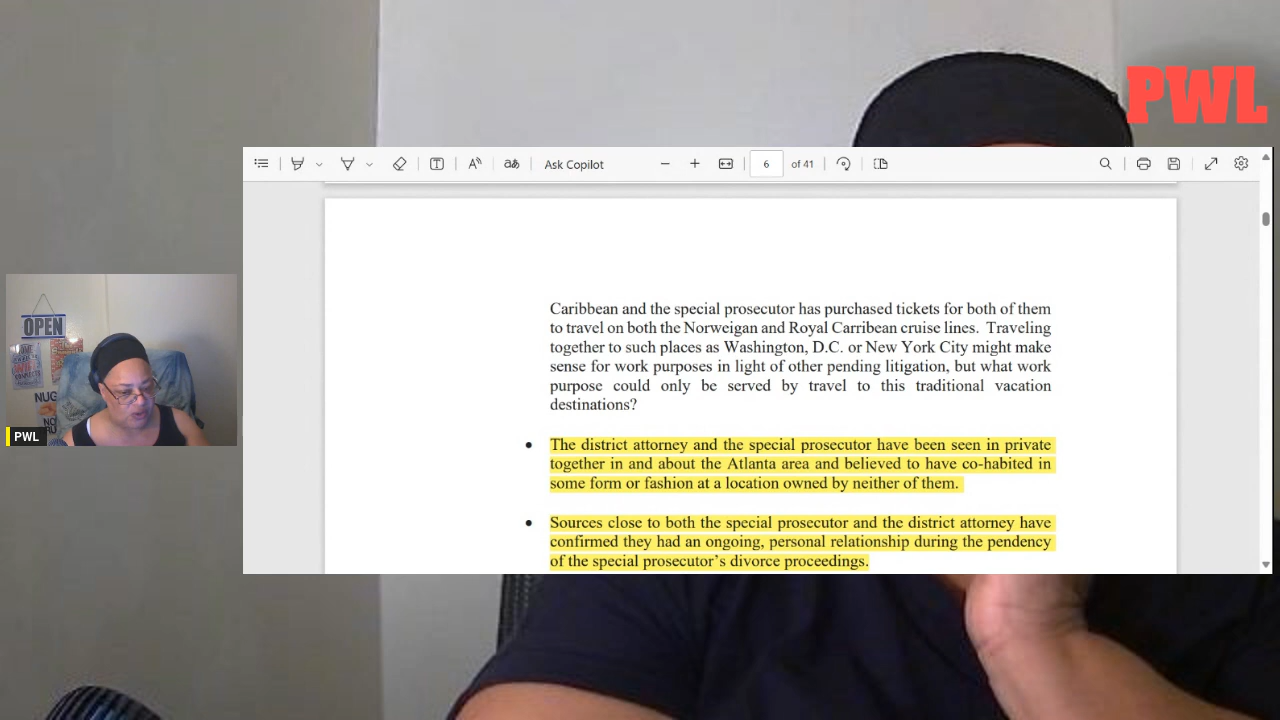 PWL
Ask Copilot
6
of 41
Caribbean and the special prosecutor has purchased tickets for both of them
to travel on both the Norweigan and Royal Carribean cruise lines. Traveling
together to such places as Washington, D.C. or New York City might make
sense for work purposes in light of other pending litigation, but what work
purpose could only be served by travel to this traditional vacation
destinations?
• The district attorney and the special prosecutor have been seen in private
together in and about the Atlanta area and believed to have co-habited in
some form or fashion at a location owned by neither of them.
• Sources close to both the special prosecutor and the district attorney have
confirmed they had an ongoing, personal relationship during the pendency
of the special prosecutor's divorce proceedings.
OPEN
PWL